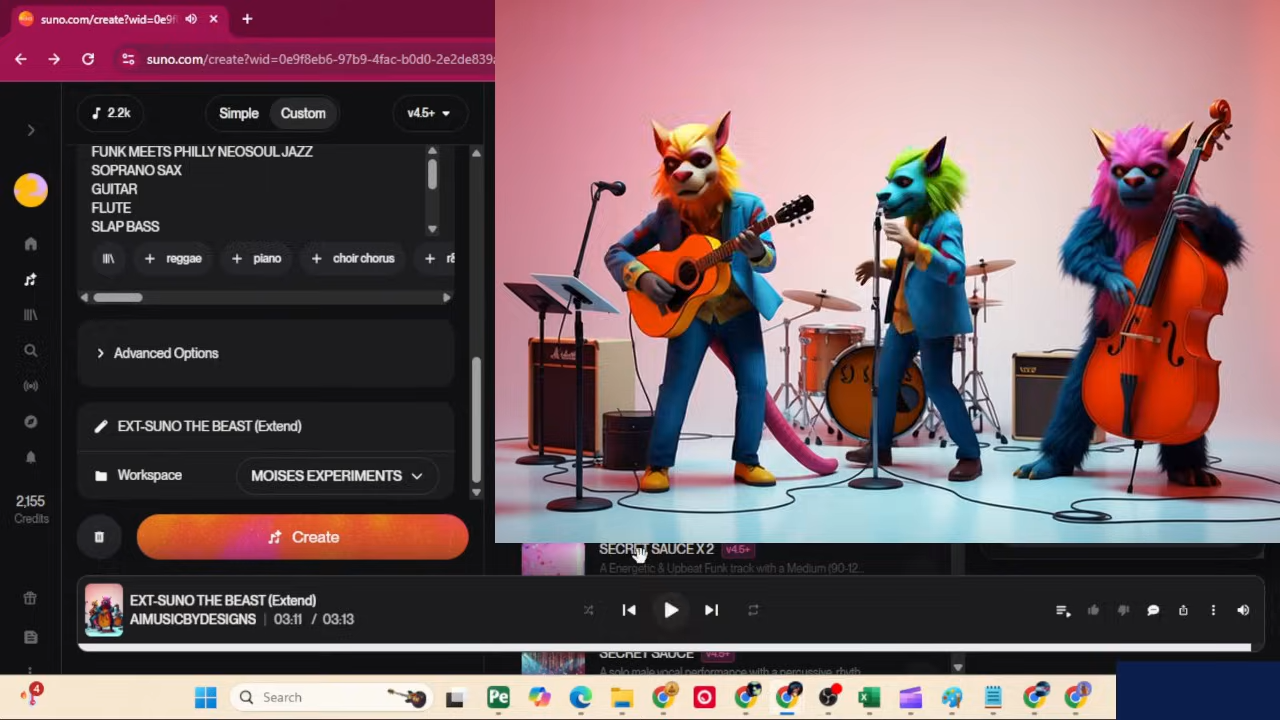 suno.com/create?wid=0e9f
suno.com/create?wid=0e9f8eb6-97b9-4fac-b0d0-2e2de839a
2.2k
Simple
Custom
v4.5+
FUNK MEETS PHILLY NEOSOUL JAZZ
SOPRANO SAX
GUITAR
FLUTE
SLAP BASS
+ reggae
+ piano
+ choir chorus
+ r&
Advanced Options
EXT-SUNO THE BEAST (Extend)
Workspace
MOISES EXPERIMENTS
2,155
Credits
Create
SECRET SAUCE X 2
v4.5+
A Energetic & Upbeat Funk track with a Medium (90-12...
EXT-SUNO THE BEAST (Extend)
AIMUSICBYDESIGNS
03:11 / 03:13
SECRET SAUCE
v4.5+
A solo male vocal performance with a percussive, rhyth
4
Search
Pe